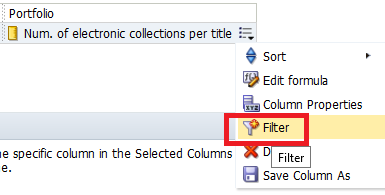 Portfolio
Num. of electronic collections per title
Sort
Edit formula
Column Properties
Filter
he specific column in the Selected Columns
D
Filter
e.
Save Column As